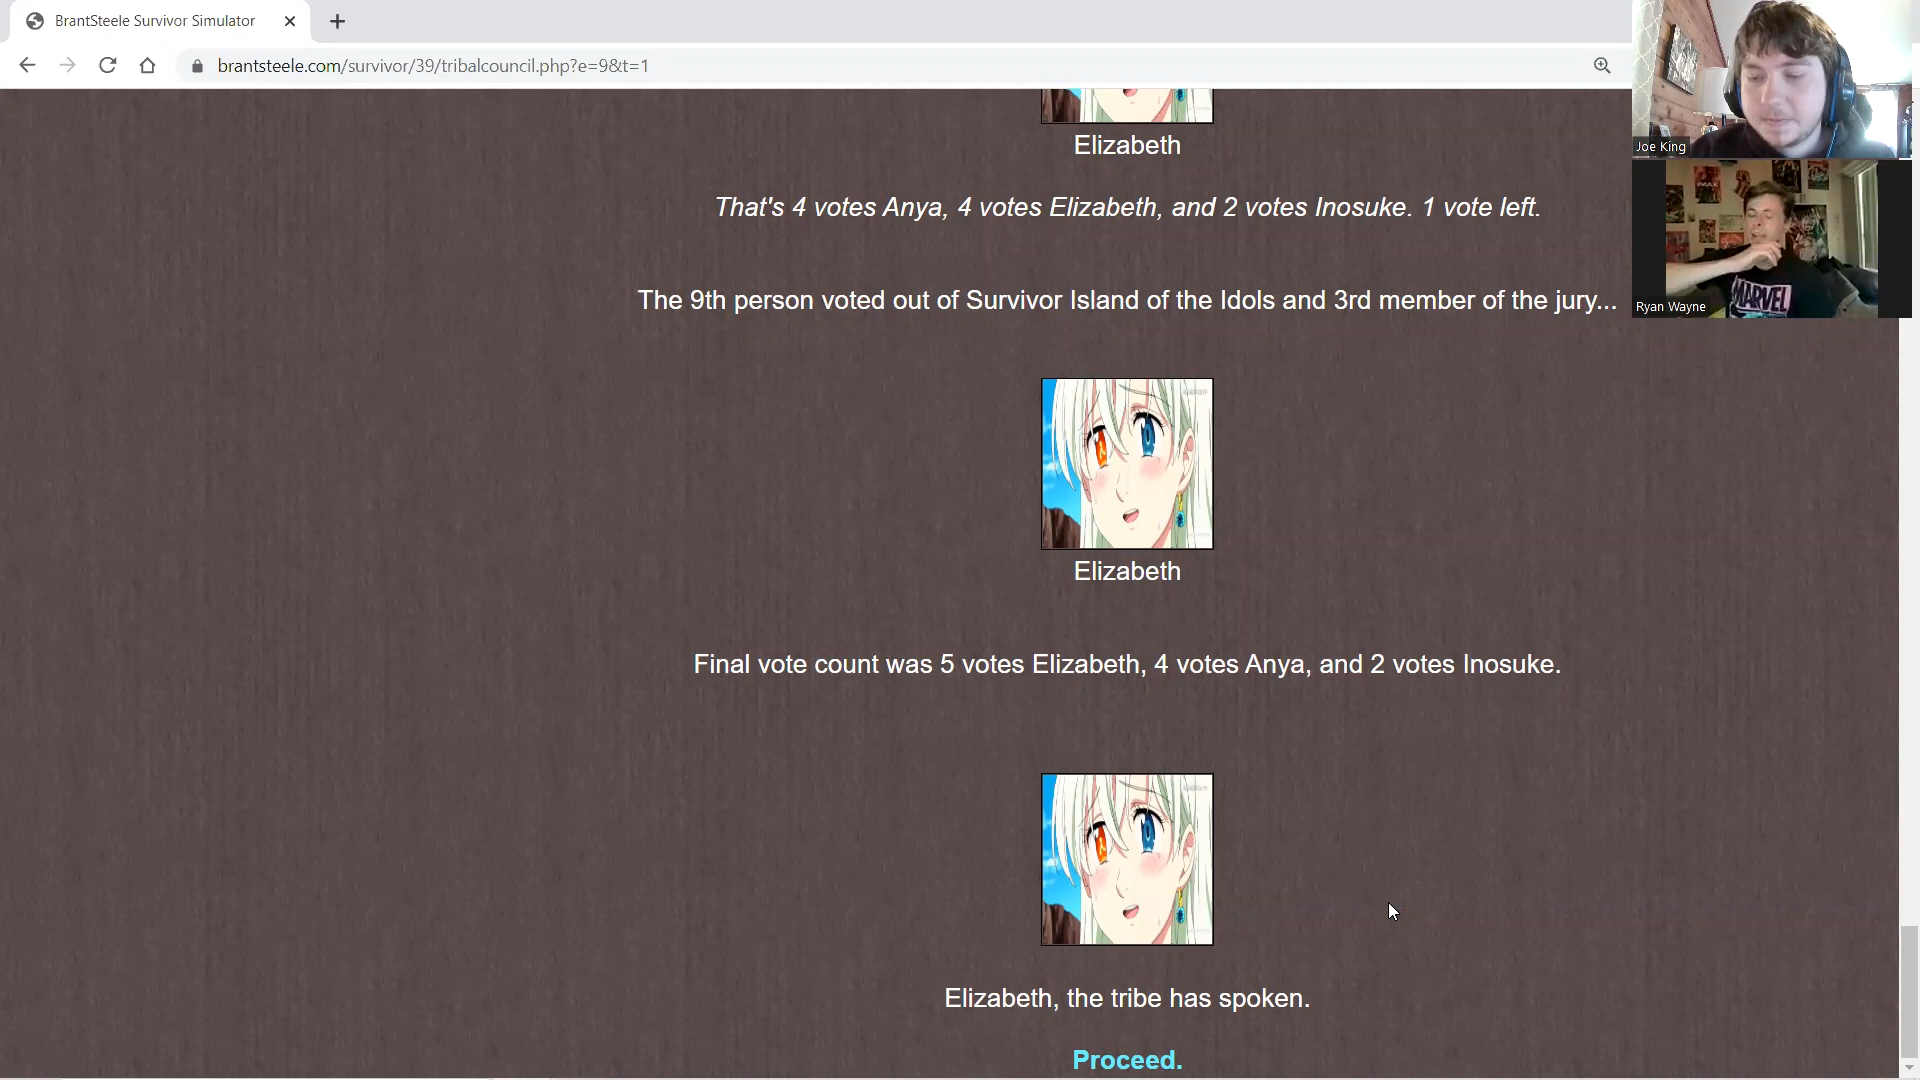 BrantSteele Survivor Simulator
brantsteele.com/survivor/39/tribalcouncil.php?e=9&t=1
Joe King
Elizabeth
That's 4 votes Anya, 4 votes Elizabeth, and 2 votes Inosuke. 1 vote left.
The 9th person voted out of Survivor Island of the Idols and 3rd member of the jury...
MARVEL
Ryan Wayne
Elizabeth
Final vote count was 5 votes Elizabeth, 4 votes Anya, and 2 votes Inosuke.
Elizabeth, the tribe has spoken.
Proceed.